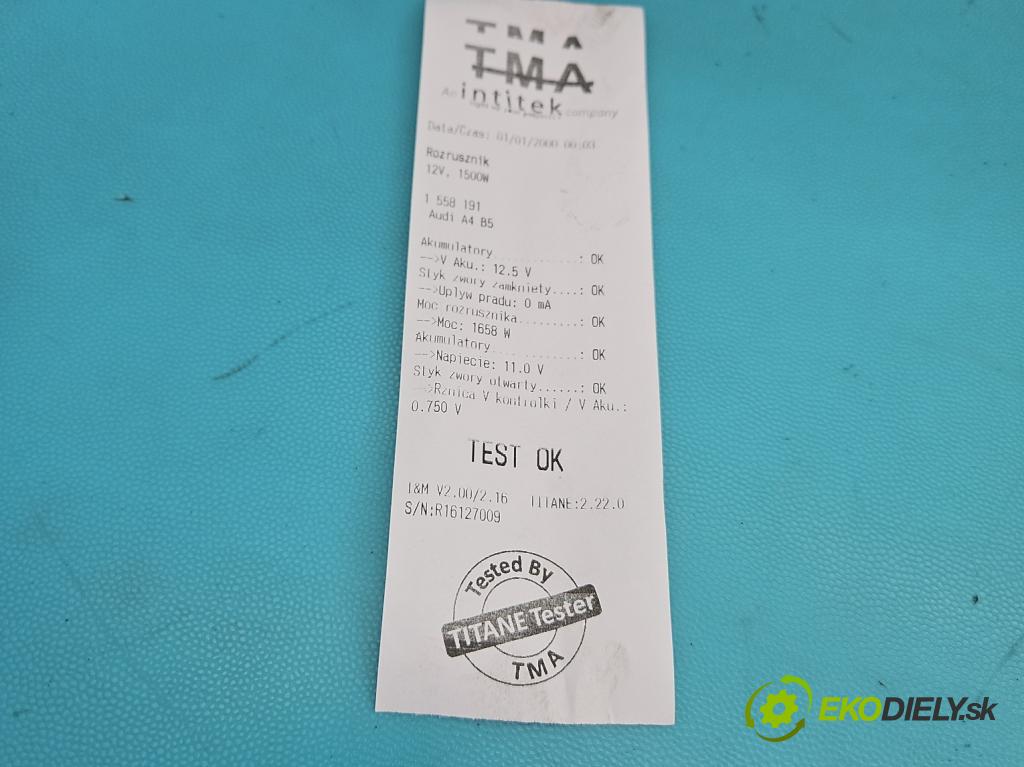 TMA
TMA
An intitek company
Data/Czas: 01/01/2000 00:03
Rozrusznik
12V, 1500W
1 558 191
Audi A4 B5
Akumulatory............: OK
-->V Aku.: 12.5 V
Styk zwory zamkniety....: OK
-->Uplyw pradu: 0 mA
Moc rozrusznika.........: OK
-->Moc: 1658 W
Akumulatory............: OK
-->Napiecie: 11.0 V
Styk zwory otwarty......: OK
-->Rznica V kontrolki / V Aku.:
0.750 V
TEST OK
I&M V2.00/2.16 TITANE:2.22.0
S/N:R16127009
Tested By
TITANE Tester
TMA
EKODIELY.sk